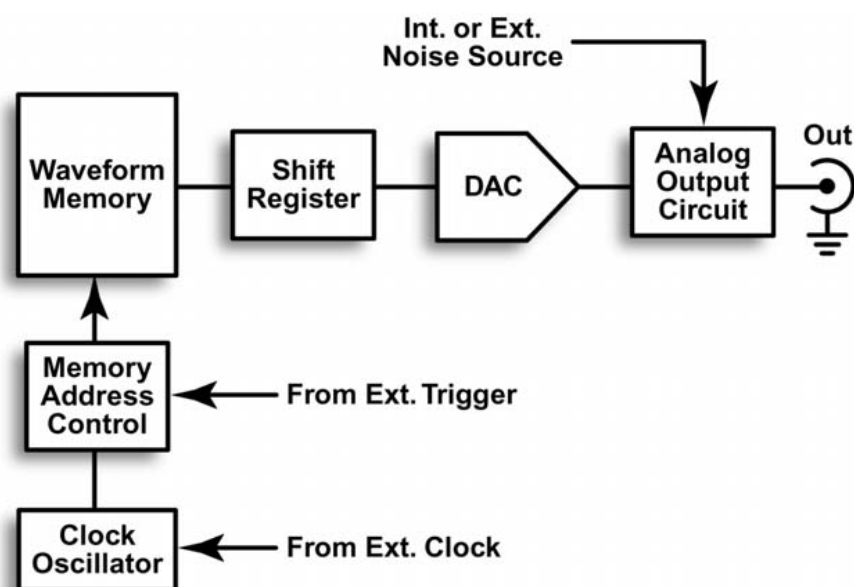 Int. or Ext.
Noise Source
Out
Waveform
Memory
Shift
Register
DAC
Analog
Output
Circuit
Memory
Address
Control
From Ext. Trigger
Clock
Oscillator
From Ext. Clock